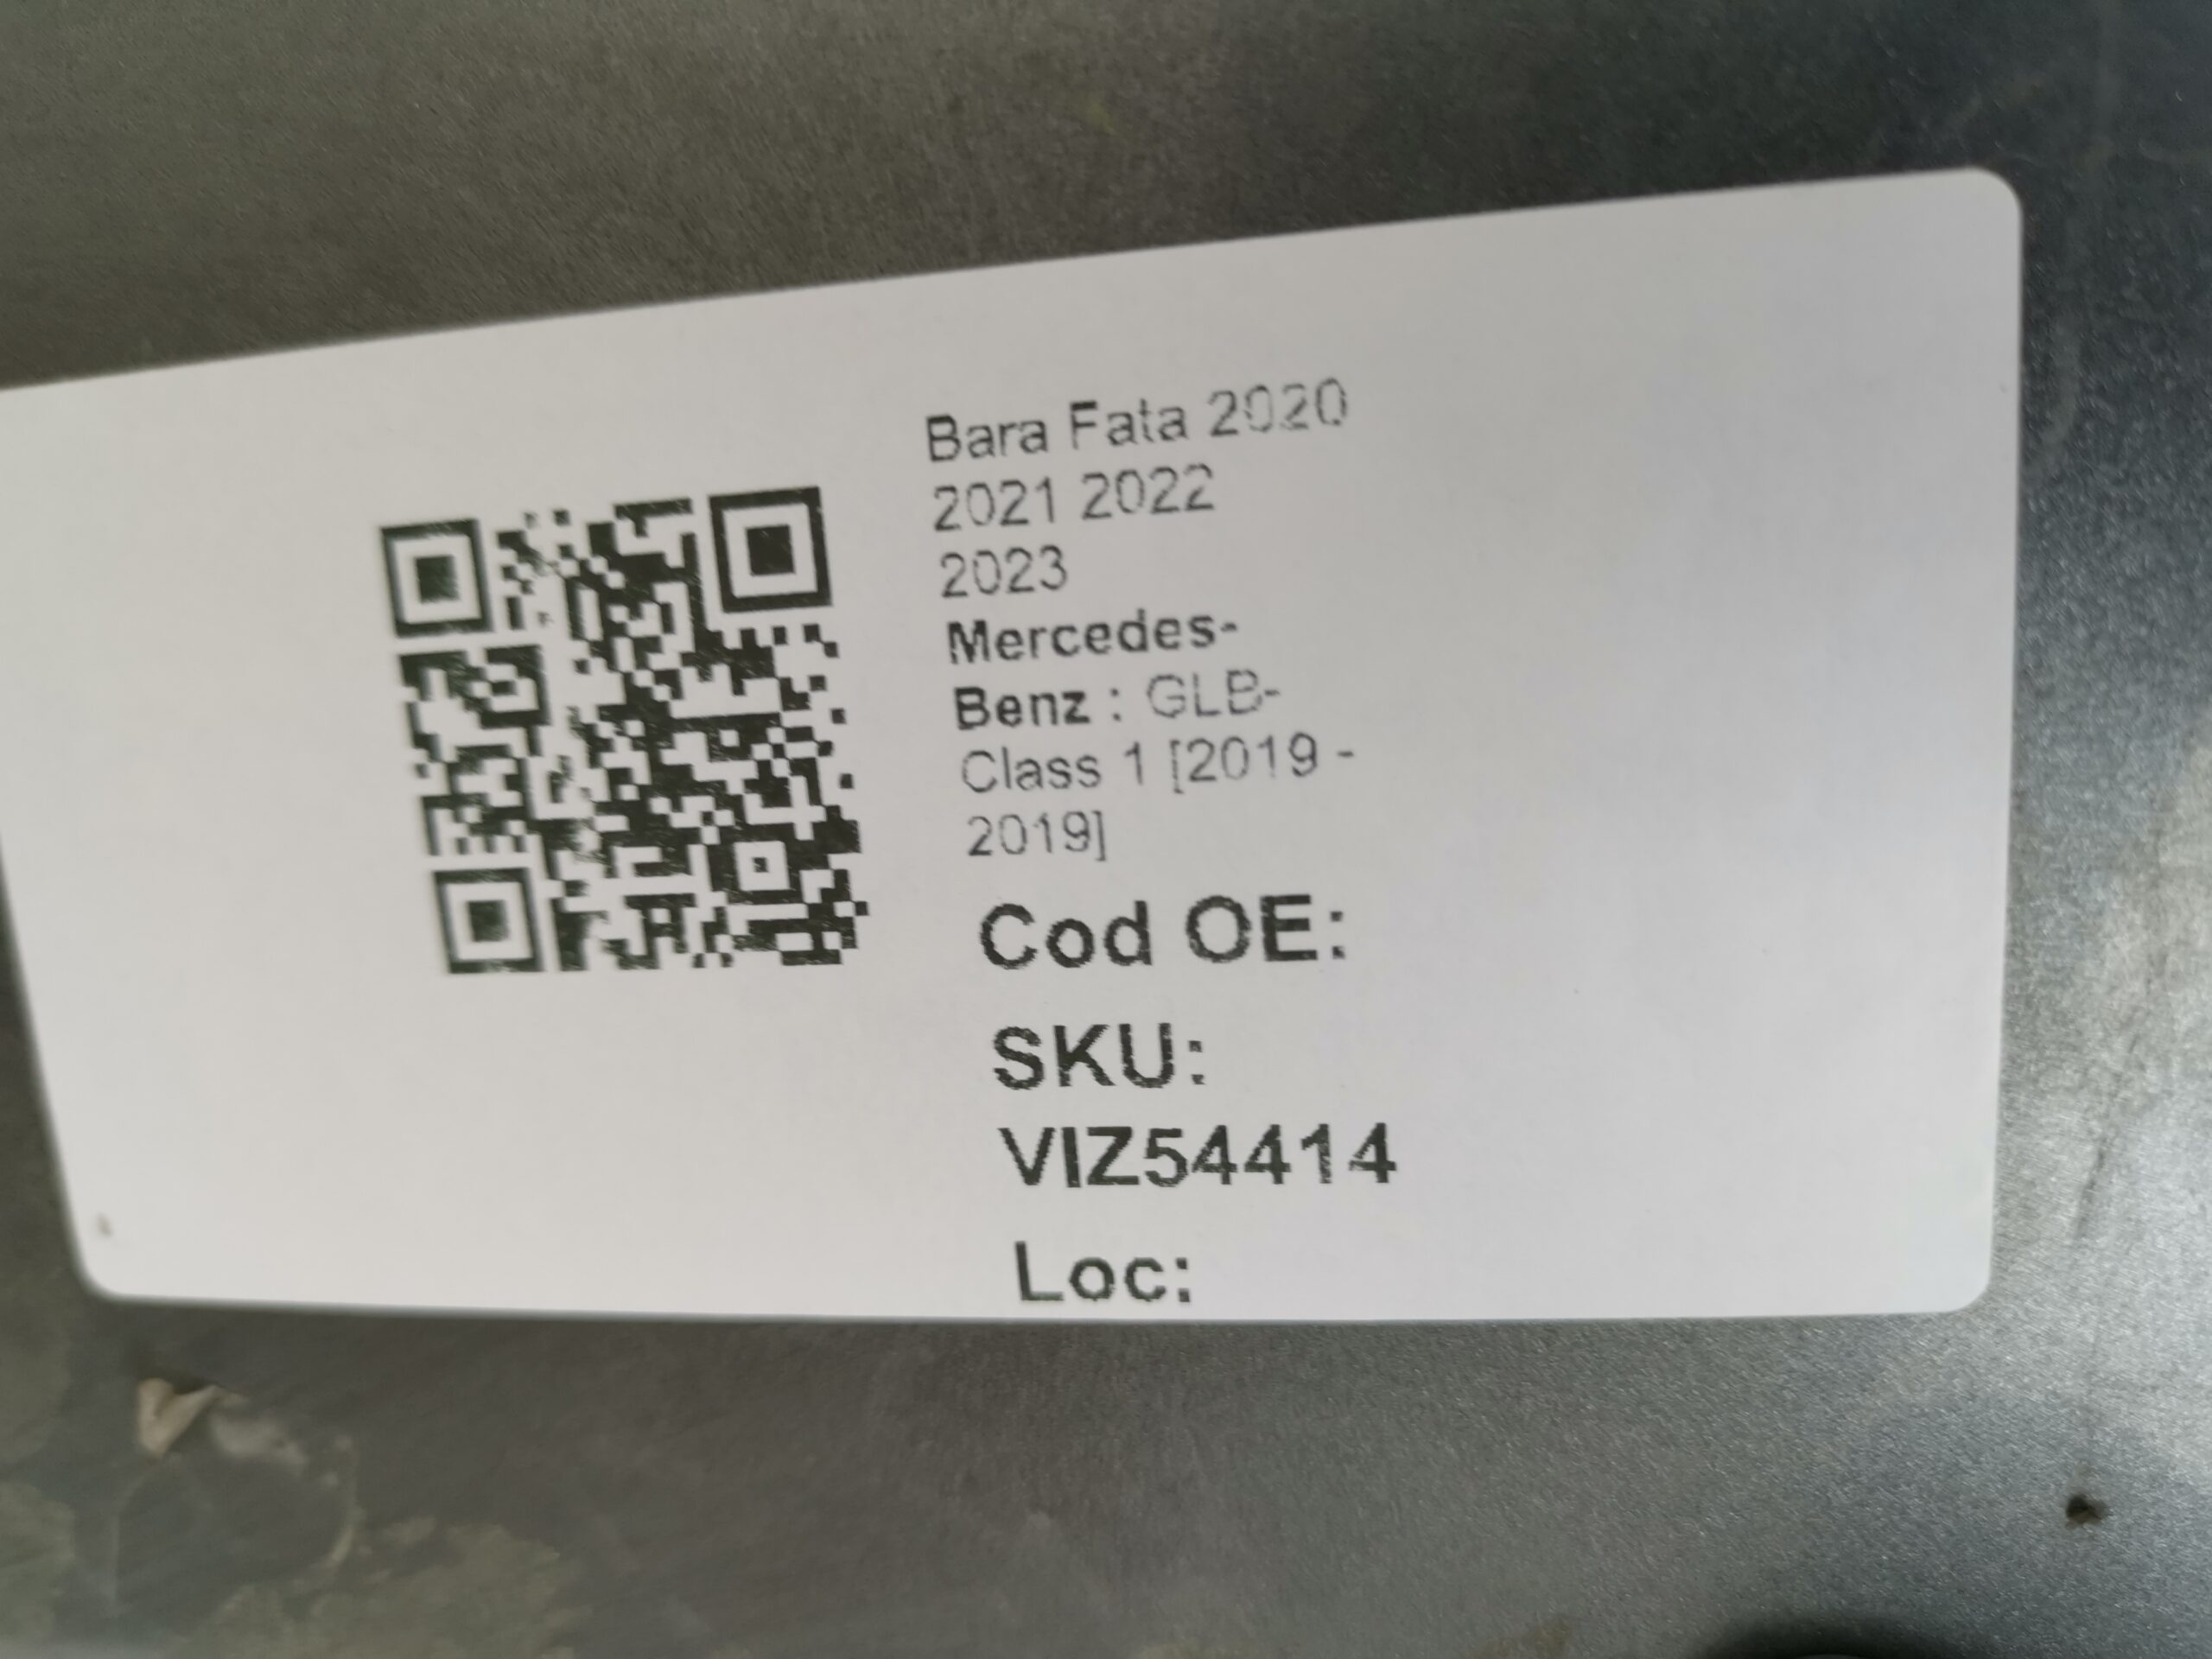 Bara Fata 2020
2021 2022
2023
Mercedes-
Benz : GLB-
Class 1 [2019 -
2019]
Cod OE:
SKU:
VIZ54414
Loc: